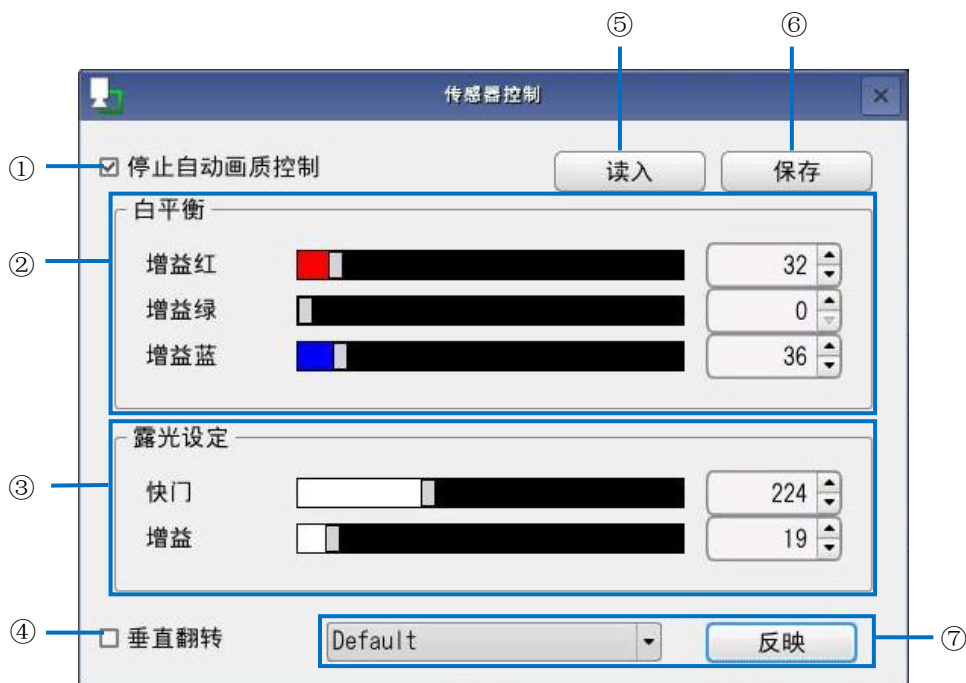 ⑤ ⑥
传感器控制
① 停止自动画质控制 读入 保存
白平衡
②
增益红 32
增益绿 0
增益蓝 36
露光设定
③
快门 224
增益 19
④ 垂直翻转 Default 反映 ⑦